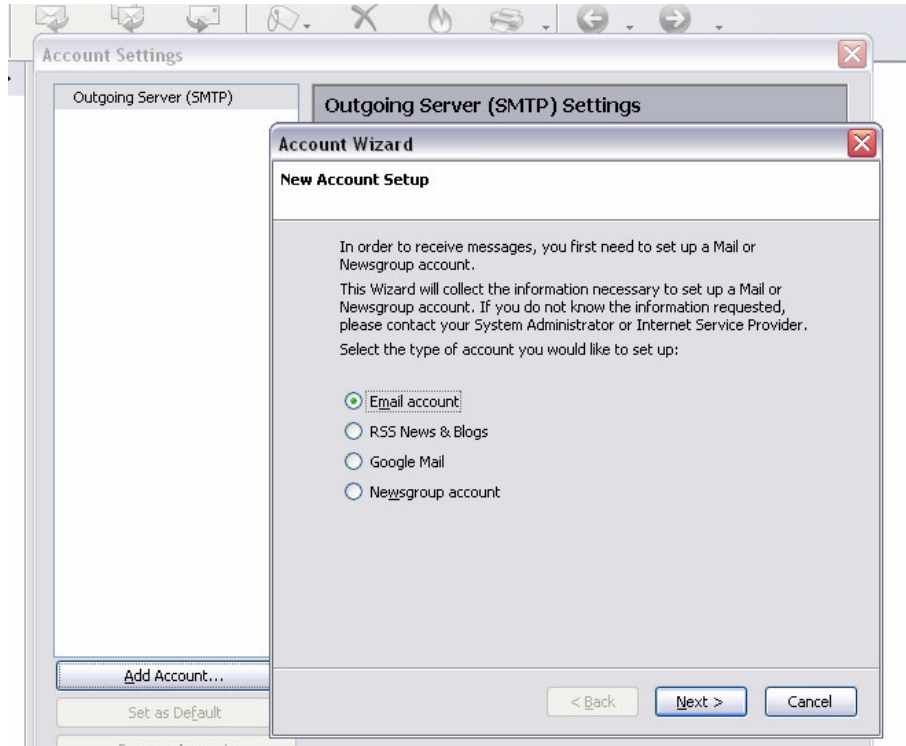 Account Settings
Outgoing Server (SMTP)
Outgoing Server (SMTP) Settings
Account Wizard
New Account Setup
In order to receive messages, you first need to set up a Mail or
Newsgroup account.
This Wizard will collect the information necessary to set up a Mail or
Newsgroup account. If you do not know the information requested,
please contact your System Administrator or Internet Service Provider.
Select the type of account you would like to set up:
Email account
RSS News & Blogs
Google Mail
Newsgroup account
Add Account...
Set as Default
< Back
Next >
Cancel